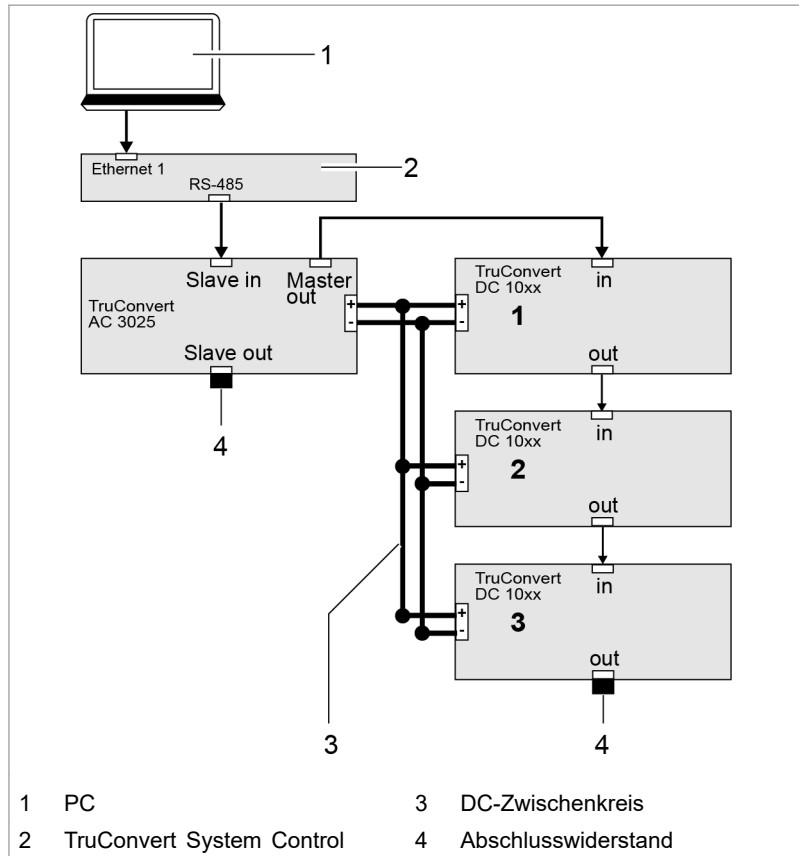 1
Ethernet 1
2
RS-485
Slave in
Master
out
TruConvert
AC 3025
+
-
Slave out
4
TruConvert
DC 10xx
in
+
-
1
out
TruConvert
DC 10xx
in
+
-
2
out
TruConvert
DC 10xx
in
+
-
3
out
3
4
1 PC
3 DC-Zwischenkreis
2 TruConvert System Control
4 Abschlusswiderstand